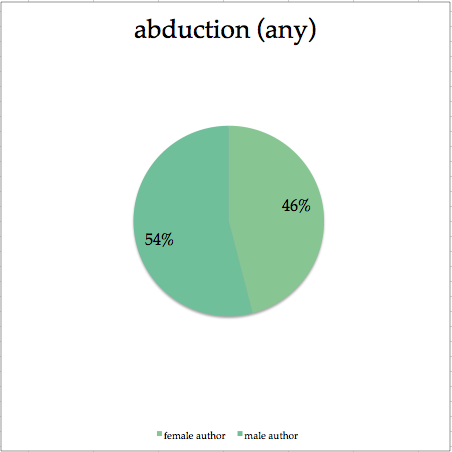 abduction (any)
46%
54%
female author male author